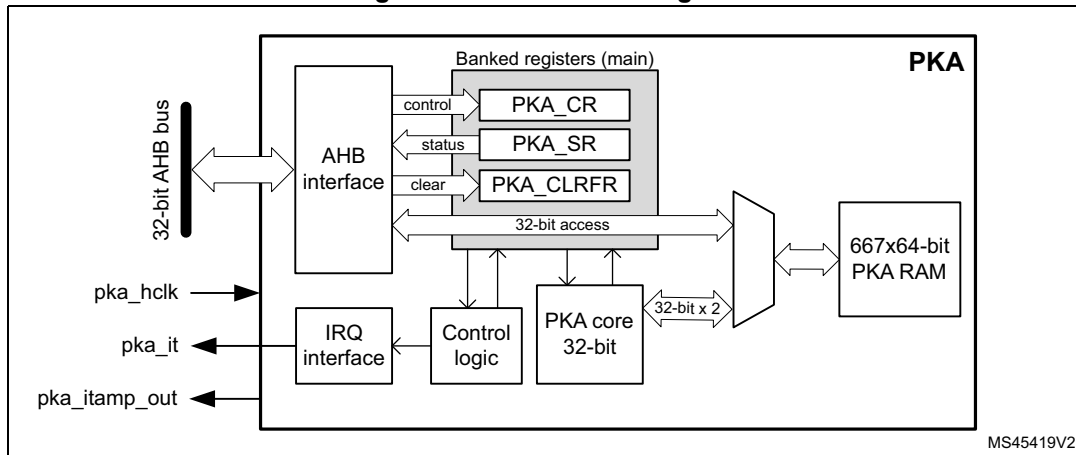 PKA
Banked registers (main)
32-bit AHB bus
AHB
interface
control
PKA_CR
status
PKA_SR
clear
PKA_CLRFR
32-bit access
667x64-bit
PKA RAM
pka_hclk
pka_it
pka_itamp_out
IRQ
interface
Control
logic
PKA core
32-bit
32-bit x 2
MS45419V2